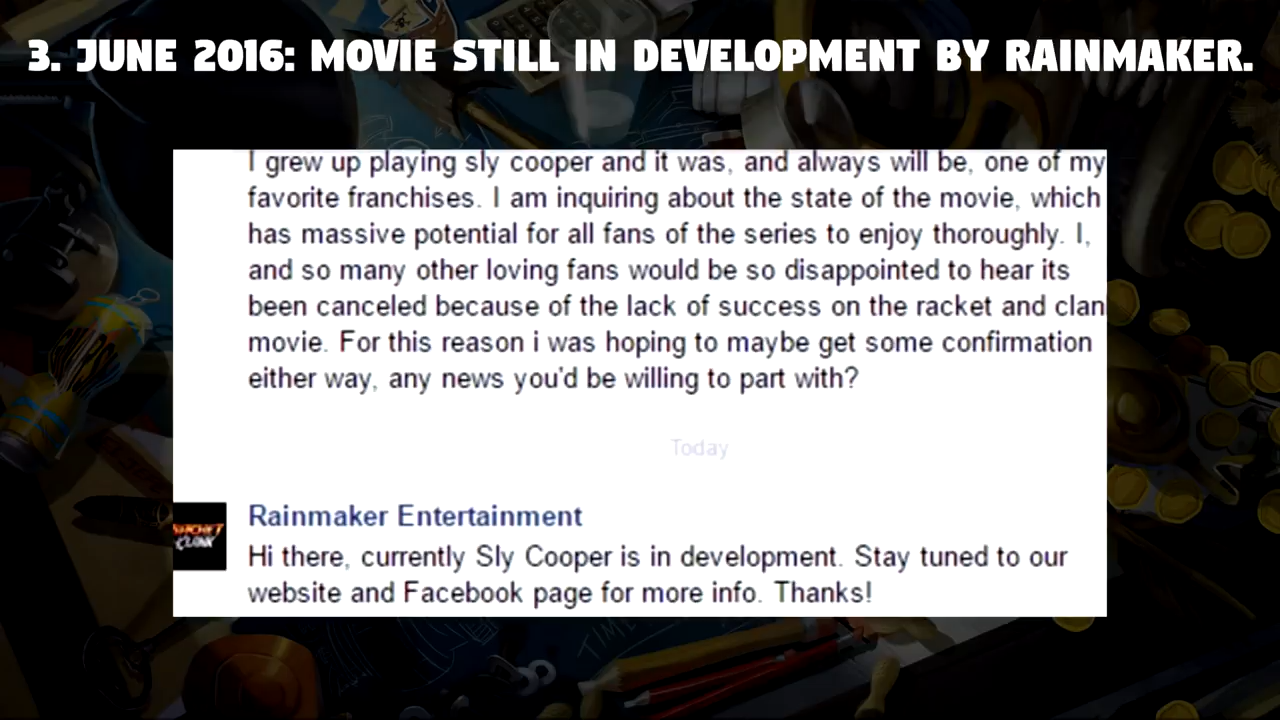 3. JUNE 2016: MOVIE STILL IN DEVELOPMENT BY RAINMAKER.
I grew up playing sly cooper and it was, and always will be, one of my
favorite franchises. I am inquiring about the state of the movie, which
has massive potential for all fans of the series to enjoy thoroughly. I,
and so many other loving fans would be so disappointed to hear its
been canceled because of the lack of success on the racket and clan
movie. For this reason i was hoping to maybe get some confirmation
either way, any news you'd be willing to part with?
Today
Rainmaker Entertainment
RATCHET
CLANK
Hi there, currently Sly Cooper is in development. Stay tuned to our
website and Facebook page for more info. Thanks!
TIME